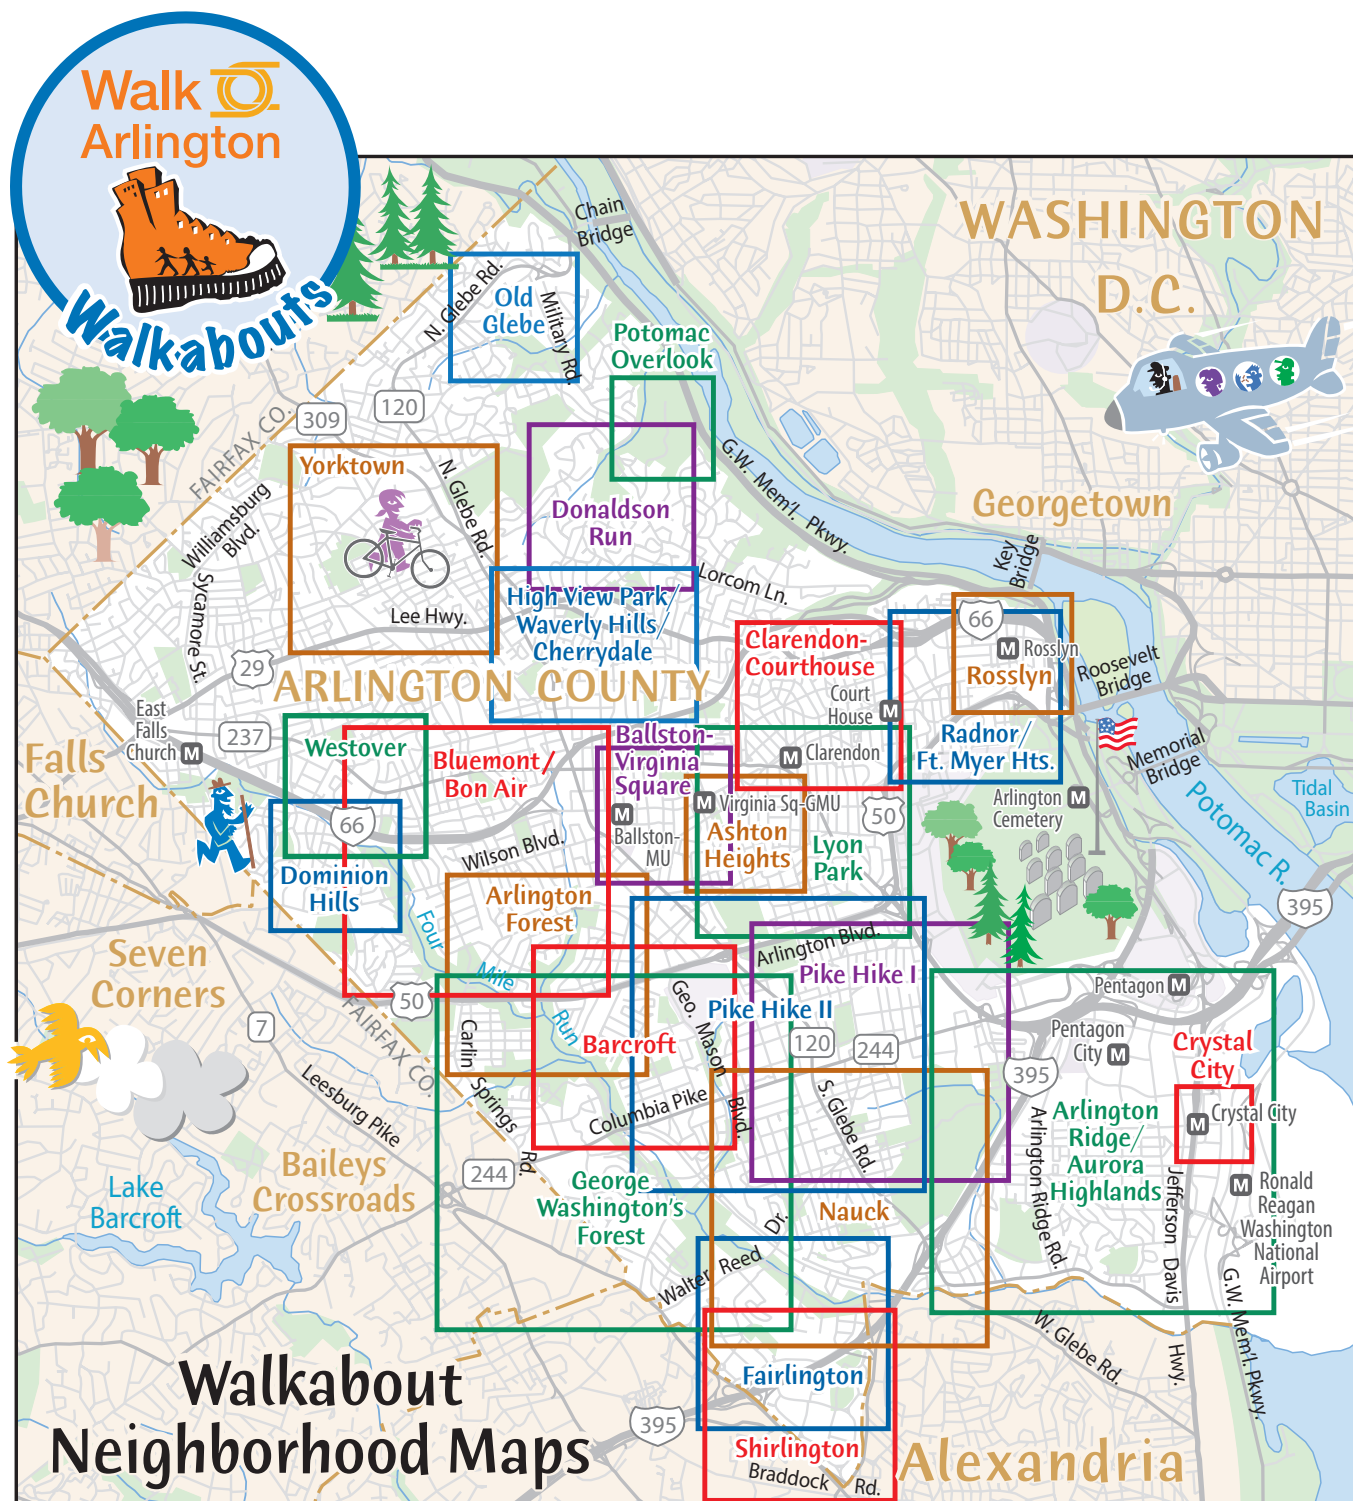 Walk
Arlington
Walkabouts
WASHINGTON
D.C.
Chain
Bridge
N. Glebe Rd.
Old
Glebe
Military Rd.
Potomac
Overlook
FAIRFAX CO.
309
120
Yorktown
N. Glebe Rd.
Donaldson
Run
G.W. Mem'l. Pkwy.
Georgetown
Key
Bridge
Williamsburg
Blvd.
Sycamore St.
Lee Hwy.
Lorcom Ln.
High View Park/
Waverly Hills/
Cherrydale
29
ARLINGTON COUNTY
Clarendon-
Courthouse
Court
House
M
66
M
Rosslyn
Rosslyn
Roosevelt
Bridge
East
Falls
Church
M
237
Falls
Church
Westover
Bluemont/
Bon Air
Ballston-
Virginia
Square
M
Clarendon
Radnor/
Ft. Myer Hts.
Memorial
Bridge
Potomac R.
Tidal
Basin
66
Wilson Blvd.
M
Ballston-
MU
M
Virginia Sq-GMU
Ashton
Heights
50
Lyon
Park
Arlington
Cemetery
M
Dominion
Hills
Arlington
Forest
395
Four
Mile
Run
Seven
Corners
50
FAIRFAX CO.
7
Leesburg Pike
Arlington Blvd.
Pike Hike I
Pike Hike II
Geo. Mason
Blvd.
Barcroft
Carlin
Springs
Rd.
Columbia Pike
120
244
S. Glebe Rd.
Pentagon
M
Pentagon
City
M
395
Crystal
City
M
Crystal City
Arlington
Ridge/
Aurora
Highlands
Arlington Ridge Rd.
Jefferson
Davis
Hwy.
M
Ronald
Reagan
Washington
National
Airport
G.W. Mem'l. Pkwy.
Lake
Barcroft
Baileys
Crossroads
244
George
Washington's
Forest
Nauck
Walter Reed
Dr.
W. Glebe Rd.
Fairlington
395
Shirlington
Braddock
Rd.
Alexandria
Walkabout
Neighborhood Maps